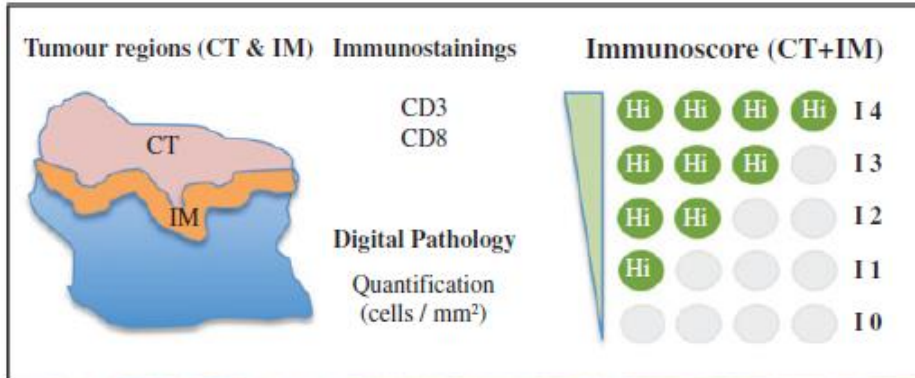 Tumour regions (CT & IM)
CT
IM
Immunostainings
CD3
CD8
Digital Pathology
Quantification
(cells / mm²)
Immunoscore (CT+IM)
Hi Hi Hi Hi I 4
Hi Hi Hi I 3
Hi Hi I 2
Hi I 1
I 0